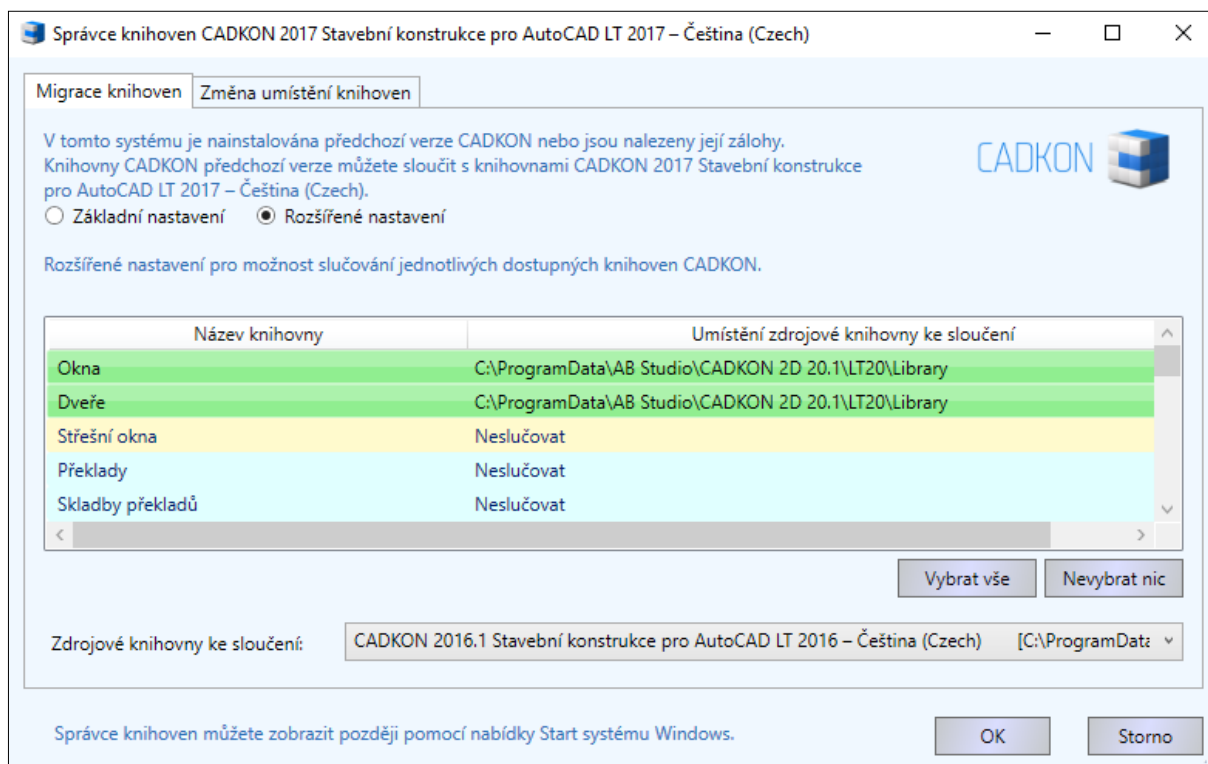 Správce knihoven CADKON 2017 Stavební konstrukce pro AutoCAD LT 2017 – Čeština (Czech)
Migrace knihoven Změna umístění knihoven
V tomto systému je nainstalována předchozí verze CADKON nebo jsou nalezeny její zálohy.
Knihovny CADKON předchozí verze můžete sloučit s knihovnami CADKON 2017 Stavební konstrukce
pro AutoCAD LT 2017 – Čeština (Czech).
CADKON
Základní nastavení Rozšířené nastavení
Rozšířené nastavení pro možnost slučování jednotlivých dostupných knihoven CADKON.
Název knihovny Umístění zdrojové knihovny ke sloučení
Okna C:\ProgramData\AB Studio\CADKON 2D 20.1\LT20\Library
Dveře C:\ProgramData\AB Studio\CADKON 2D 20.1\LT20\Library
Střešní okna Neslučovat
Překlady Neslučovat
Skladby překladů Neslučovat
Vybrat vše Nevybrat nic
Zdrojové knihovny ke sloučení: CADKON 2016.1 Stavební konstrukce pro AutoCAD LT 2016 – Čeština (Czech) [C:\ProgramData
Správce knihoven můžete zobrazit později pomocí nabídky Start systému Windows.
OK Storno